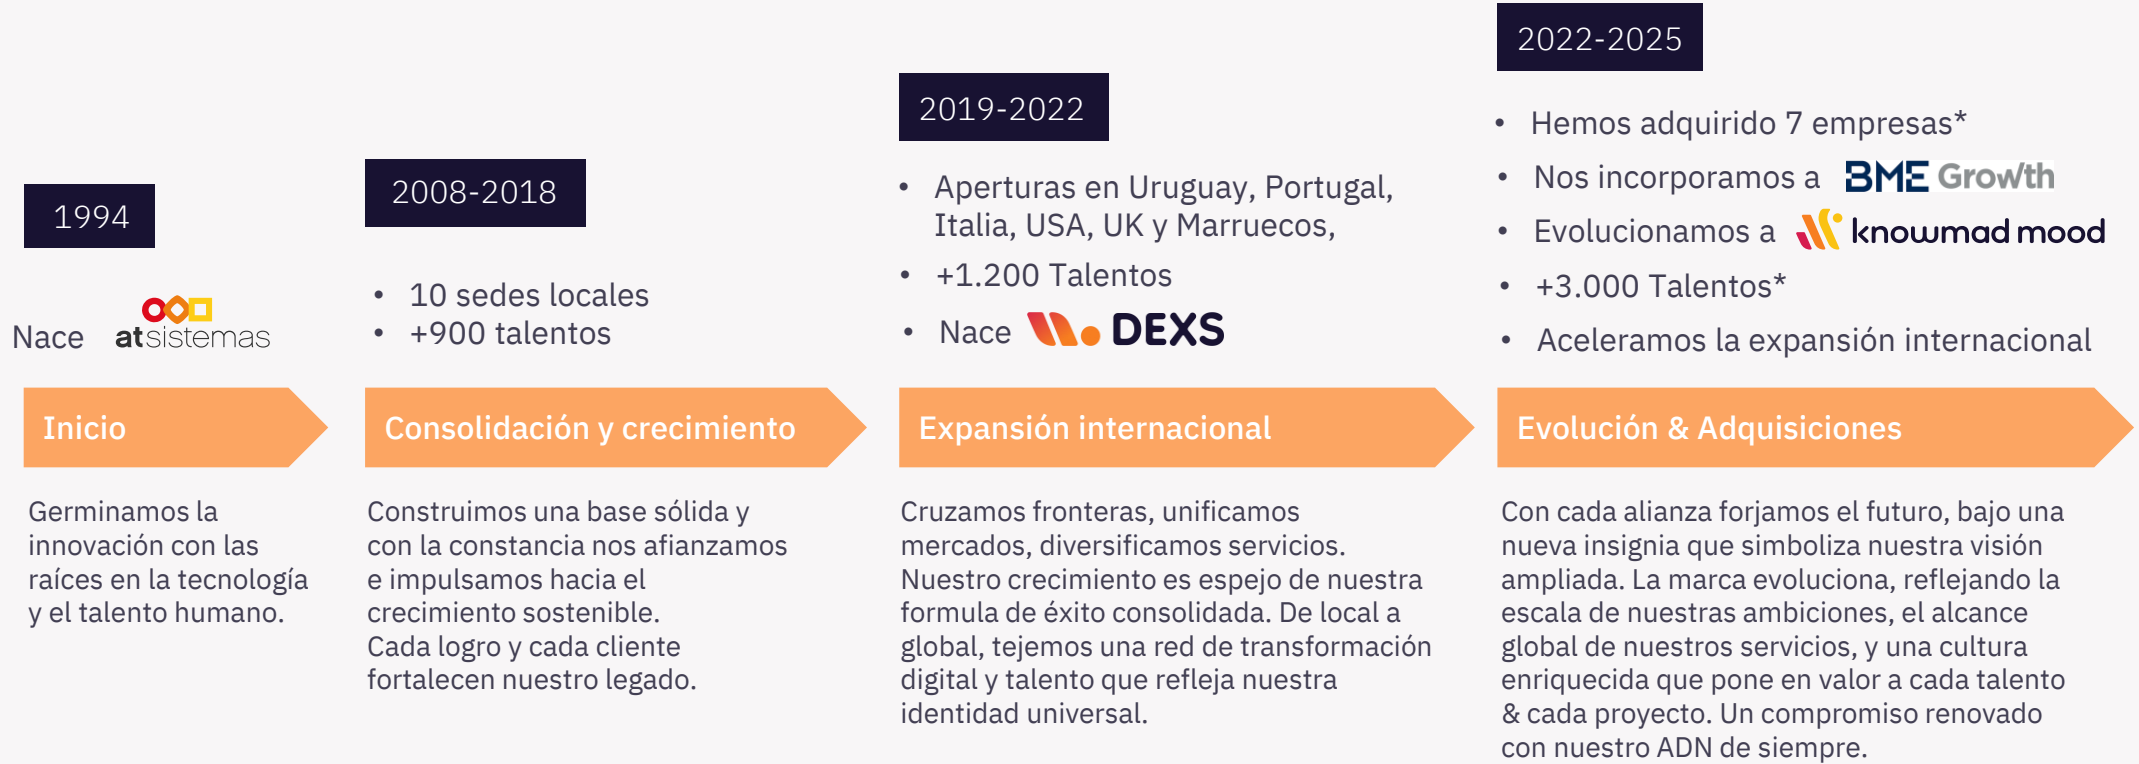 1994
Nace atsistemas
Inicio
Germinamos la
innovación con las
raíces en la tecnología
y el talento humano.
2008-2018
• 10 sedes locales
• +900 talentos
Consolidación y crecimiento
Construimos una base sólida y
con la constancia nos afianzamos
e impulsamos hacia el
crecimiento sostenible.
Cada logro y cada cliente
fortalecen nuestro legado.
2019-2022
• Aperturas en Uruguay, Portugal,
Italia, USA, UK y Marruecos,
• +1.200 Talentos
• Nace DEXS
Expansión internacional
Cruzamos fronteras, unificamos
mercados, diversificamos servicios.
Nuestro crecimiento es espejo de nuestra
formula de éxito consolidada. De local a
global, tejemos una red de transformación
digital y talento que refleja nuestra
identidad universal.
2022-2025
• Hemos adquirido 7 empresas*
• Nos incorporamos a BME Growth
• Evolucionamos a knowmad mood
• +3.000 Talentos*
• Aceleramos la expansión internacional
Evolución & Adquisiciones
Con cada alianza forjamos el futuro, bajo una
nueva insignia que simboliza nuestra visión
ampliada. La marca evoluciona, reflejando la
escala de nuestras ambiciones, el alcance
global de nuestros servicios, y una cultura
enriquecida que pone en valor a cada talento
& cada proyecto. Un compromiso renovado
con nuestro ADN de siempre.